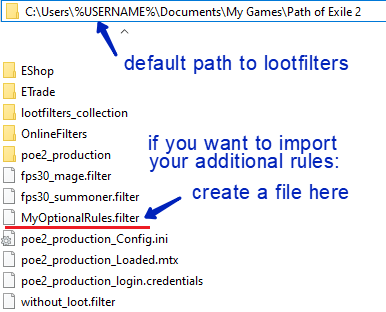 C:\Users\%USERNAME%\Documents\My Games\Path of Exile 2
default path to lootfilters
EShop
ETrade
lootfilters_collection
OnlineFilters
if you want to import
poe2_production
your additional rules:
fps30_mage.filter
fps30_summoner.filter
create a file here
MyOptionalRules.filter
poe2_production_Config.ini
poe2_production_Loaded.mtx
poe2_production_login.credentials
without_loot.filter